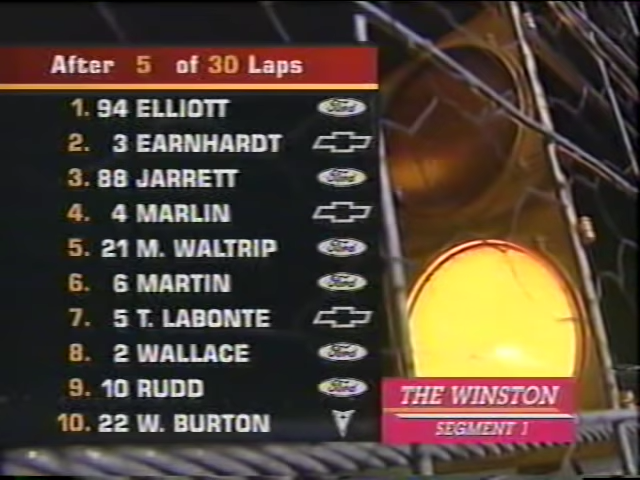 After 5 of 30 Laps
1. 94 ELLIOTT Ford
2. 3 EARNHARDT
3. 88 JARRETT Ford
4. 4 MARLIN
5. 21 M. WALTRIP Ford
6. 6 MARTIN Ford
7. 5 T. LABONTE
8. 2 WALLACE Ford
9. 10 RUDD Ford
10. 22 W. BURTON
THE WINSTON
SEGMENT 1